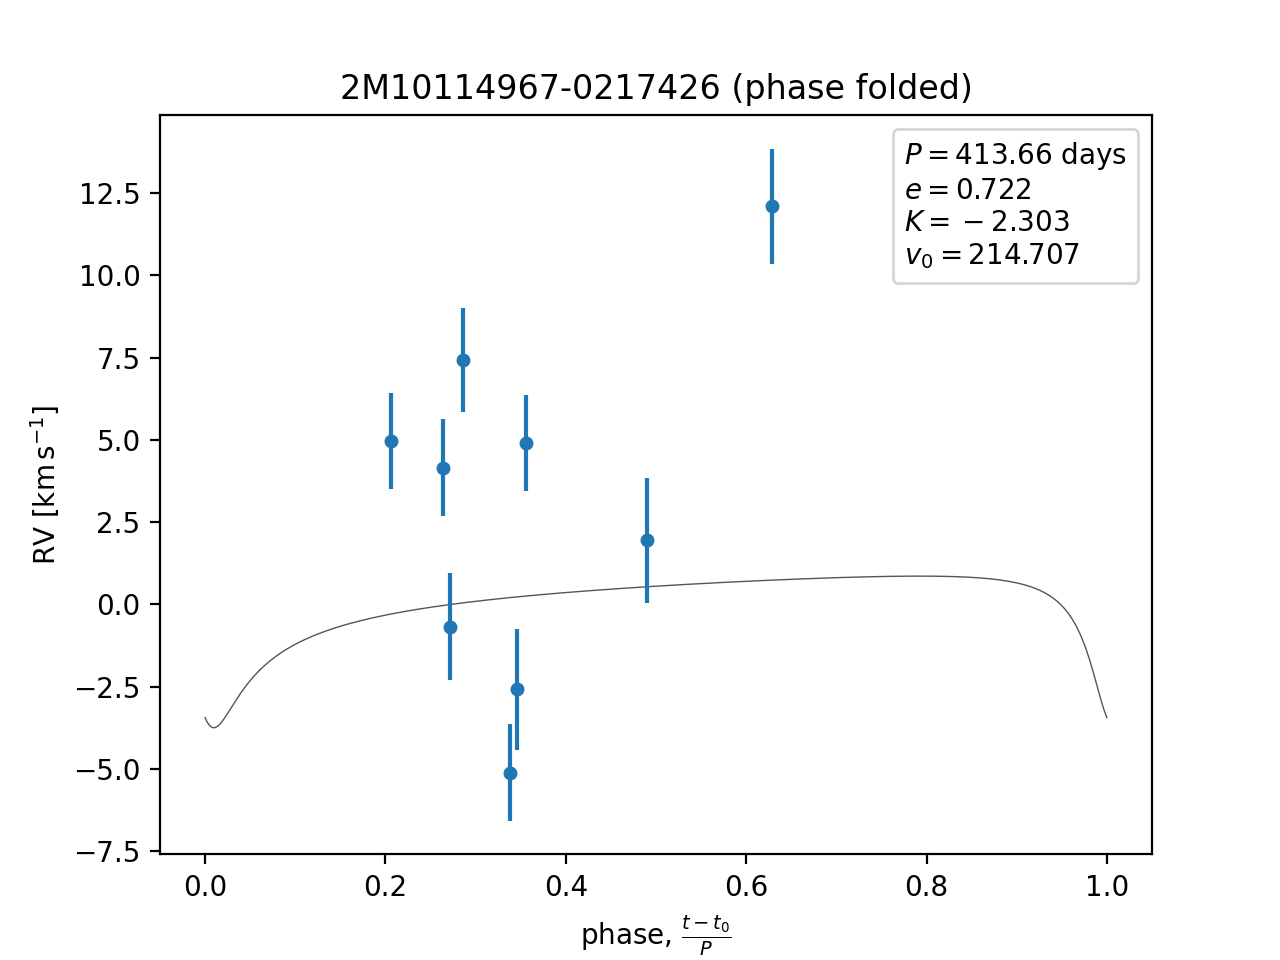 2M10114967-0217426 (phase folded)
P = 413.66 days
e = 0.722
K = −2.303
v₀ = 214.707
12.5
10.0
7.5
5.0
2.5
0.0
−2.5
−5.0
−7.5
RV [km s⁻¹]
0.0 0.2 0.4 0.6 0.8 1.0
phase, (t − t₀)/P